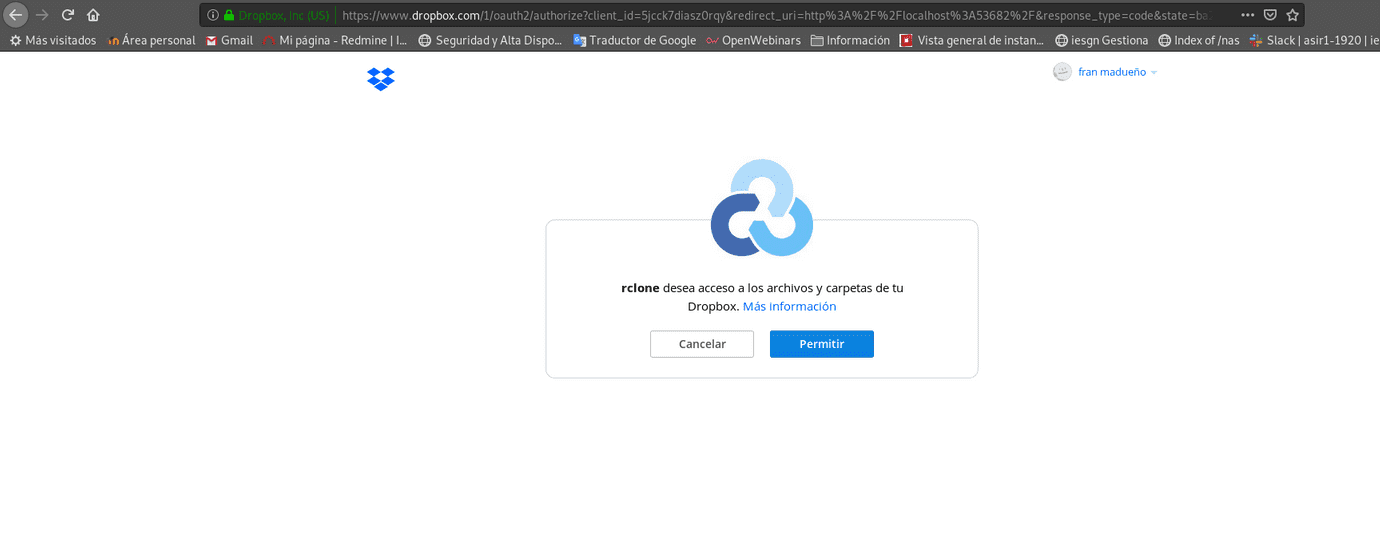 Dropbox, Inc (US)
https://www.dropbox.com/1/oauth2/authorize?client_id=5jcck7diasz0rqy&redirect_uri=http%3A%2F%2Flocalhost%3A53682%2F&response_type=code&state=ba
Más visitados Área personal Gmail Mi página - Redmine | I... Seguridad y Alta Dispo... Traductor de Google OpenWebinars Información Vista general de instan... iesgn Gestiona Index of /nas Slack | asir1-1920 | ie
fran madueño
rclone desea acceso a los archivos y carpetas de tu
Dropbox. Más información
Cancelar Permitir